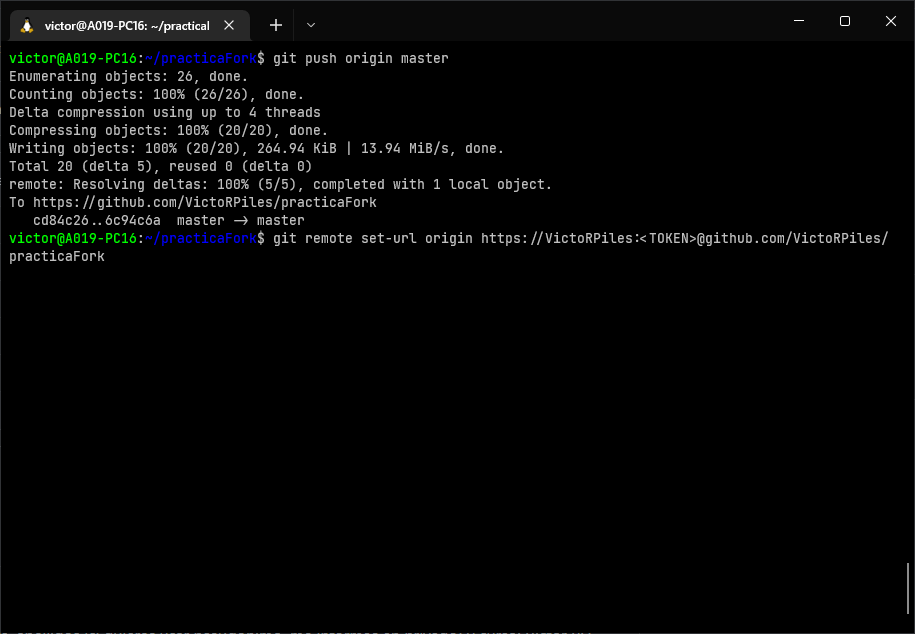 victor@A019-PC16: ~/practical
victor@A019-PC16:~/practicaFork$ git push origin master
Enumerating objects: 26, done.
Counting objects: 100% (26/26), done.
Delta compression using up to 4 threads
Compressing objects: 100% (20/20), done.
Writing objects: 100% (20/20), 264.94 KiB | 13.94 MiB/s, done.
Total 20 (delta 5), reused 0 (delta 0)
remote: Resolving deltas: 100% (5/5), completed with 1 local object.
To https://github.com/VictoRPiles/practicaFork
   cd84c26..6c94c6a  master -> master
victor@A019-PC16:~/practicaFork$ git remote set-url origin https://VictoRPiles:<TOKEN>@github.com/VictoRPiles/
practicaFork